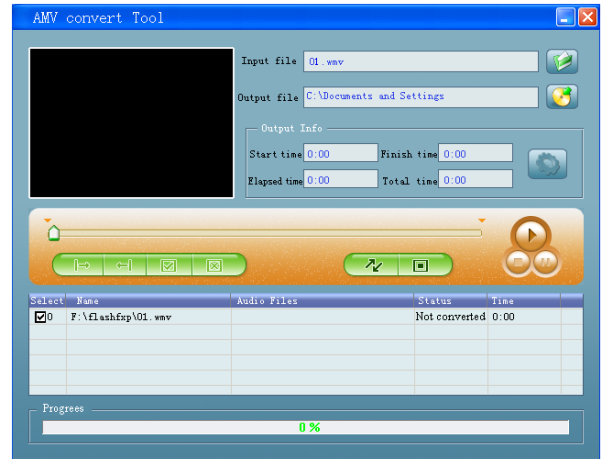 AMV convert Tool
Input file 01.wmv
Output file C:\Documents and Settings
Output Info
Start time 0:00 Finish time 0:00
Elapsed time 0:00 Total time 0:00
Select Name Audio Files Status Time
0 F:\flashfxp\01.wmv Not converted 0:00
Progrees
0 %